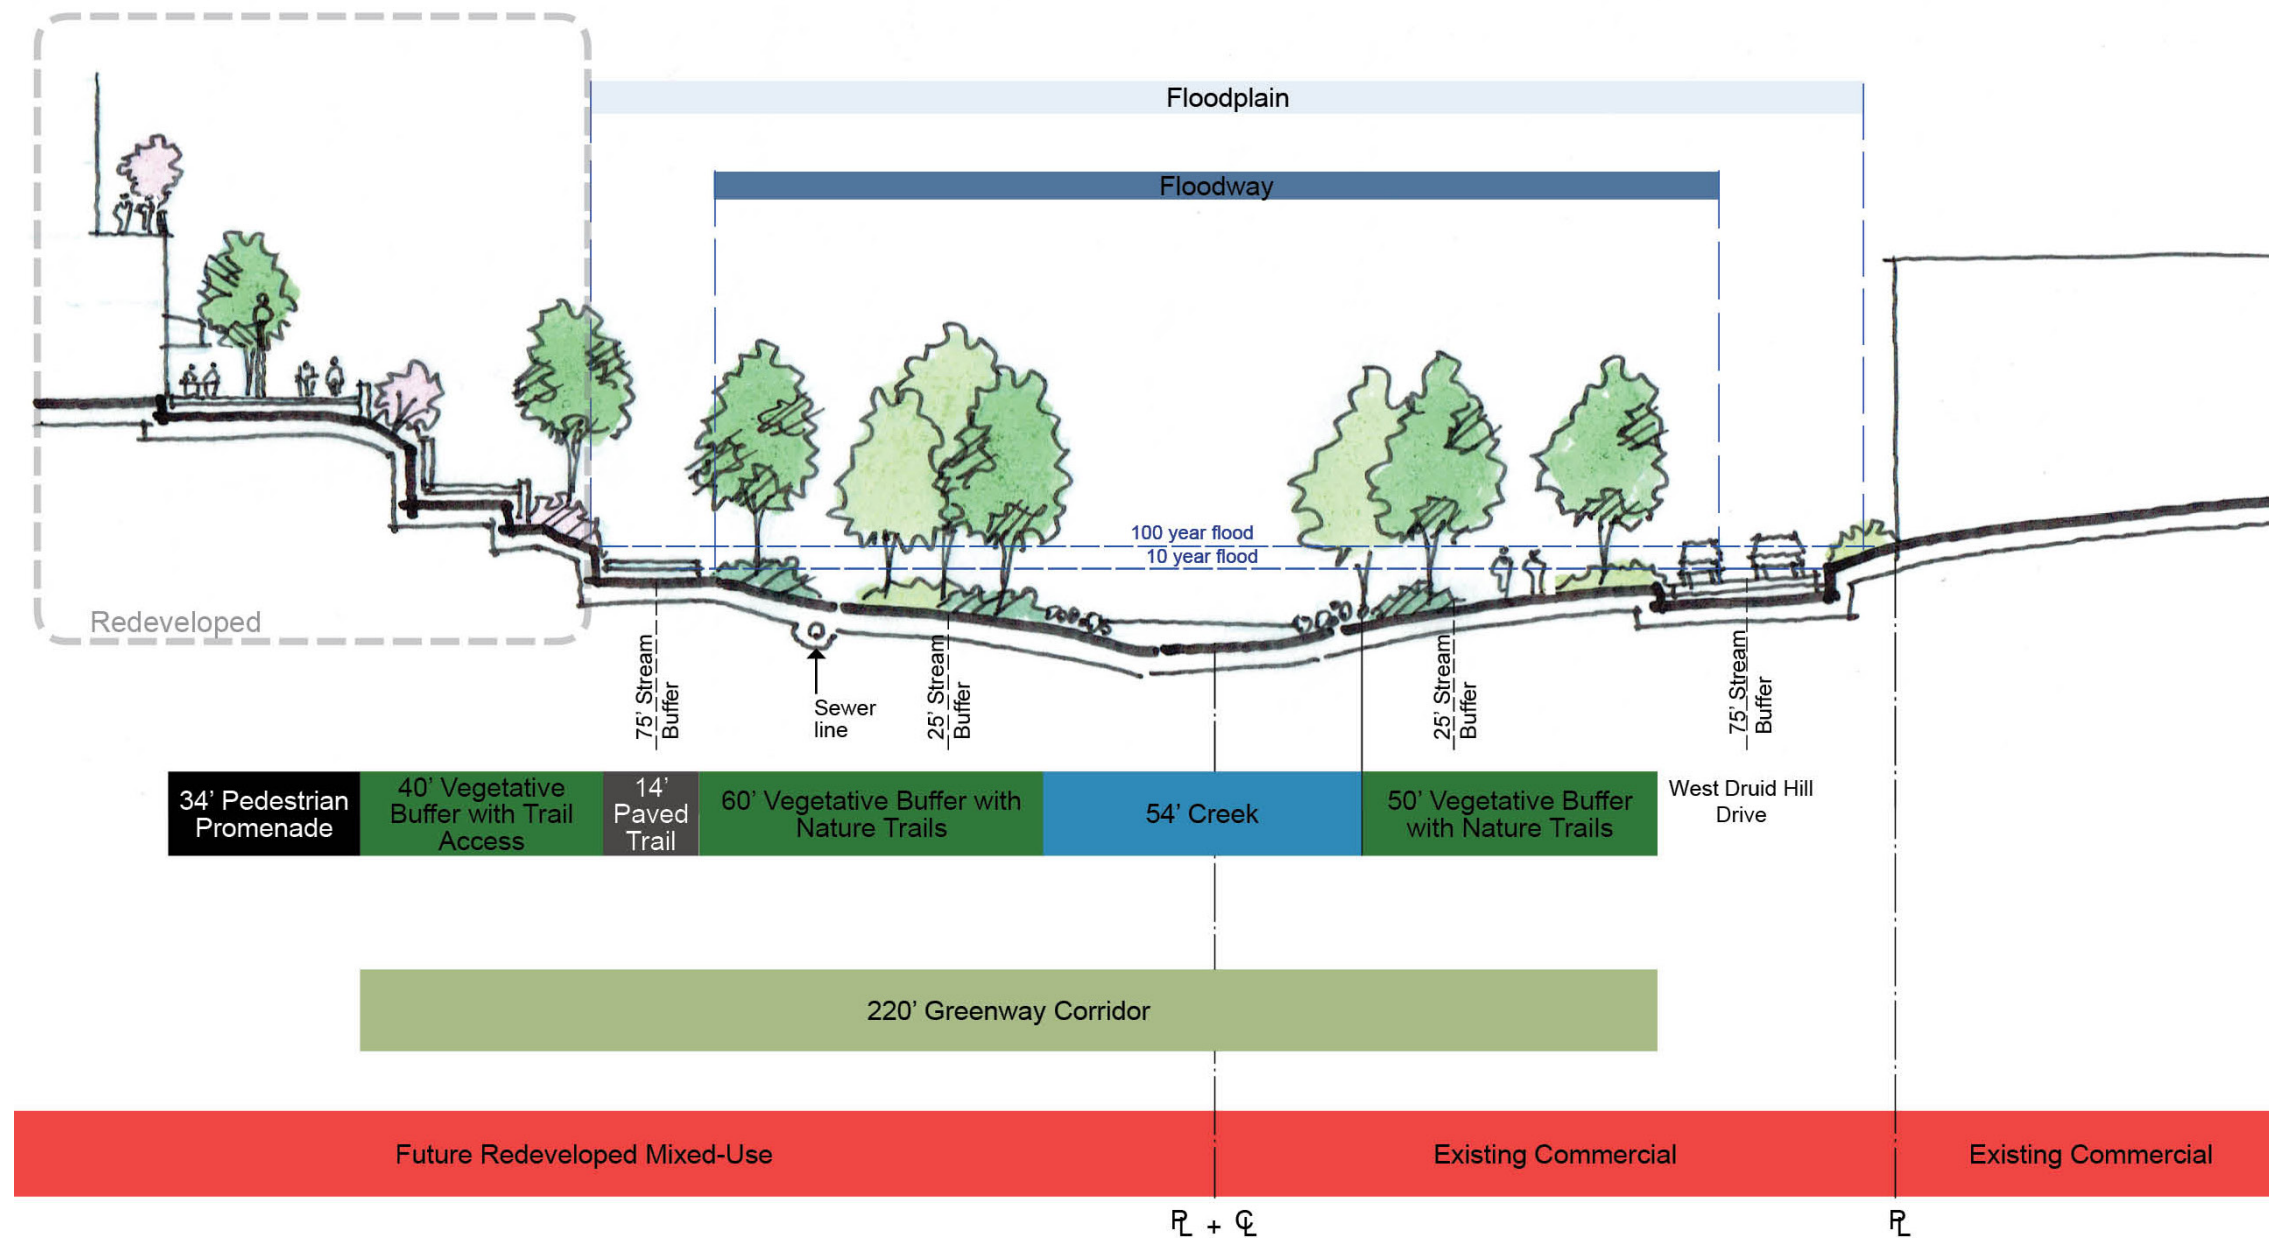 Floodplain
Floodway
100 year flood
10 year flood
Redeveloped
75’ Stream
Buffer
Sewer
line
25’ Stream
Buffer
25’ Stream
Buffer
75’ Stream
Buffer
34’ Pedestrian
Promenade
40’ Vegetative
Buffer with Trail
Access
14’
Paved
Trail
60’ Vegetative Buffer with
Nature Trails
54’ Creek
50’ Vegetative Buffer
with Nature Trails
West Druid Hill
Drive
220’ Greenway Corridor
Future Redeveloped Mixed-Use
Existing Commercial
Existing Commercial
PL + CL
PL